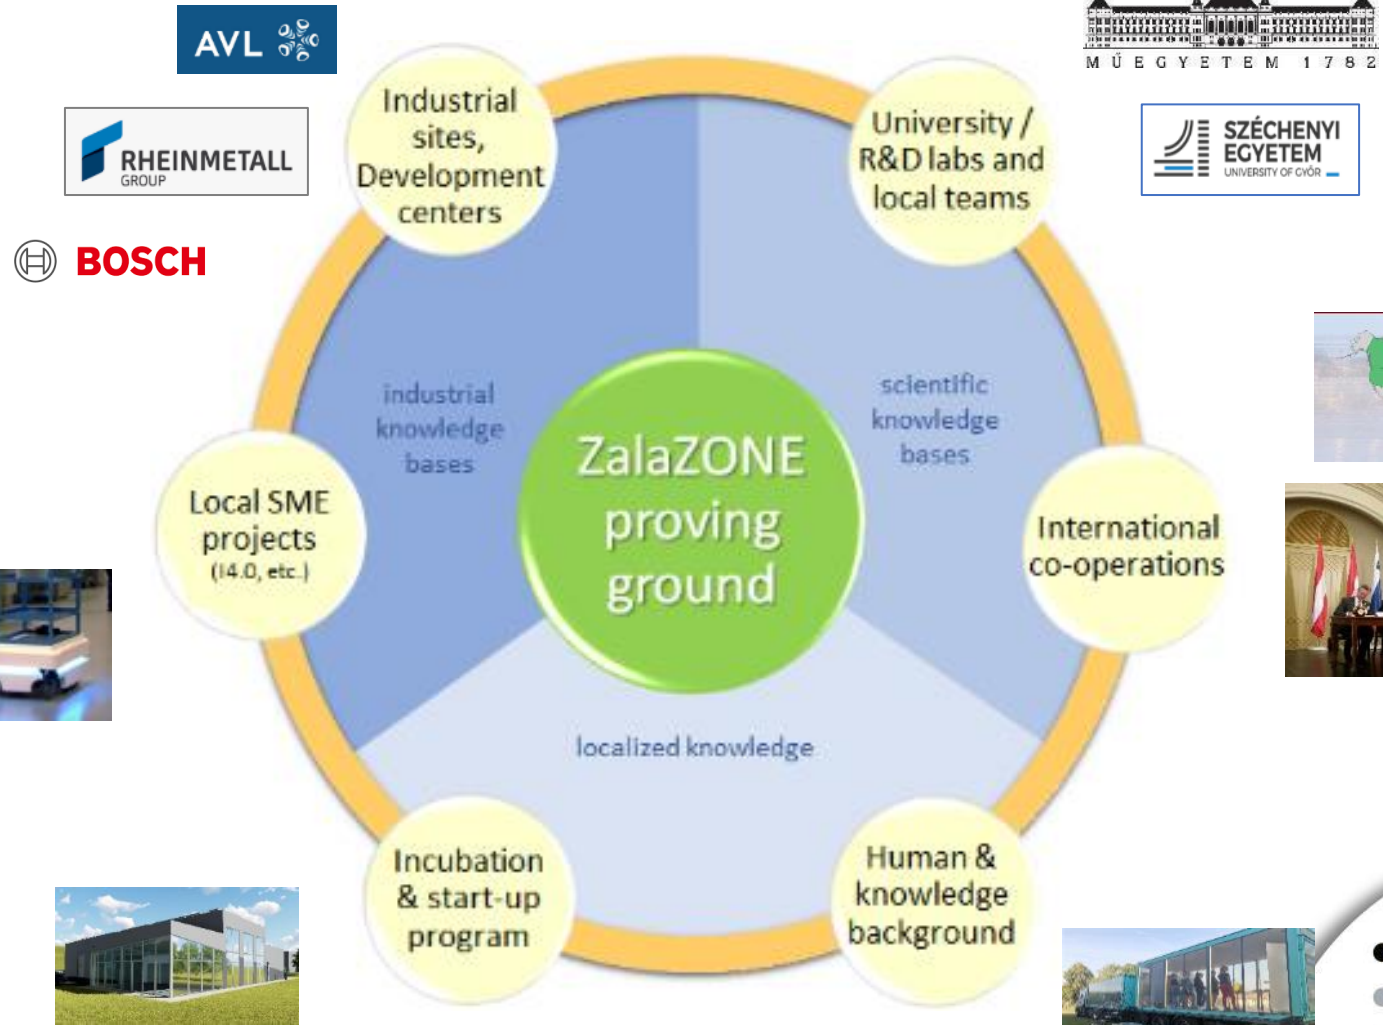 AVL
MŰEGYETEM 1782
RHEINMETALL
GROUP
SZÉCHENYI
EGYETEM
UNIVERSITY OF GYŐR
BOSCH
Industrial
sites,
Development
centers
University /
R&D labs and
local teams
industrial
knowledge
bases
scientific
knowledge
bases
ZalaZONE
proving
ground
Local SME
projects
(I4.0, etc.)
International
co-operations
localized knowledge
Incubation
& start-up
program
Human &
knowledge
background